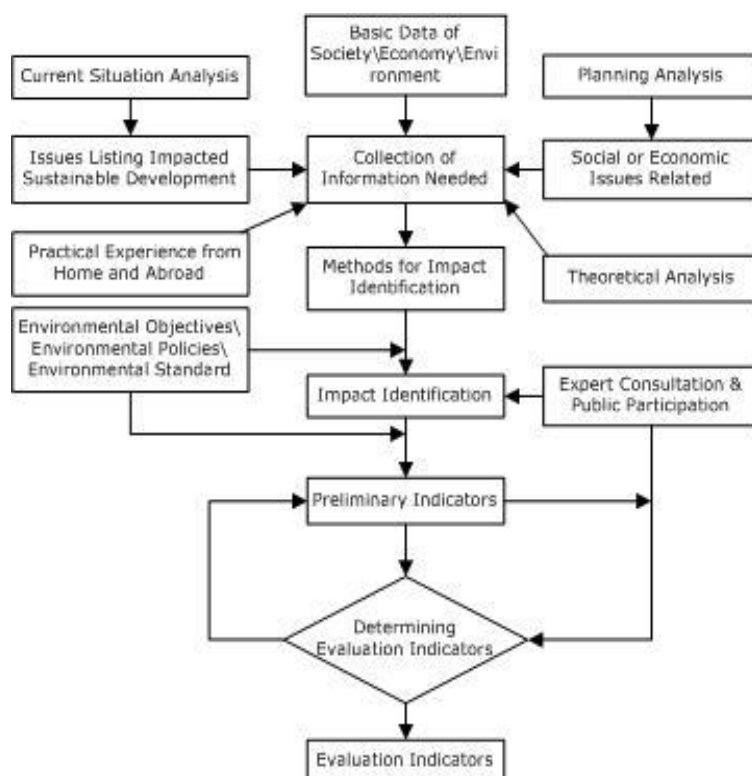 Basic Data of
Society\Economy\Envi
ronment
Current Situation Analysis
Planning Analysis
Issues Listing Impacted
Sustainable Development
Collection of
Information Needed
Social or Economic
Issues Related
Practical Experience from
Home and Abroad
Methods for Impact
Identification
Theoretical Analysis
Environmental Objectives\
Environmental Policies\
Environmental Standard
Impact Identification
Expert Consultation &
Public Participation
Preliminary Indicators
Determining
Evaluation Indicators
Evaluation Indicators